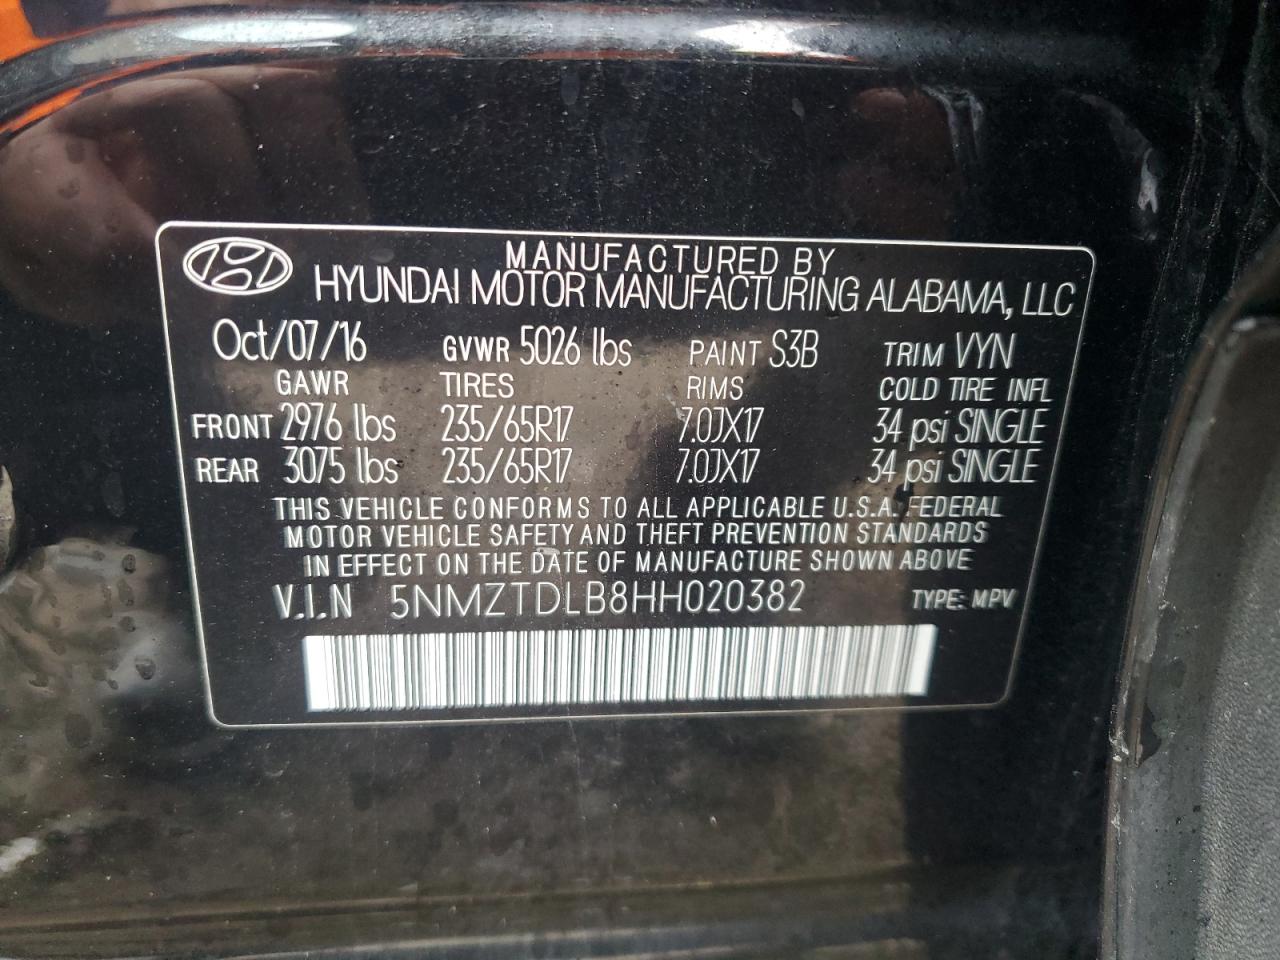 MANUFACTURED BY
HYUNDAI MOTOR MANUFACTURING ALABAMA, LLC
Oct/07/16 GVWR 5026 lbs PAINT S3B TRIM VYN
GAWR TIRES RIMS COLD TIRE INFL
FRONT 2976 lbs 235/65R17 7.0JX17 34 psi SINGLE
REAR 3075 lbs 235/65R17 7.0JX17 34 psi SINGLE
THIS VEHICLE CONFORMS TO ALL APPLICABLE U.S.A. FEDERAL
MOTOR VEHICLE SAFETY AND THEFT PREVENTION STANDARDS
IN EFFECT ON THE DATE OF MANUFACTURE SHOWN ABOVE
V.I.N 5NMZTDLB8HH020382 TYPE: MPV